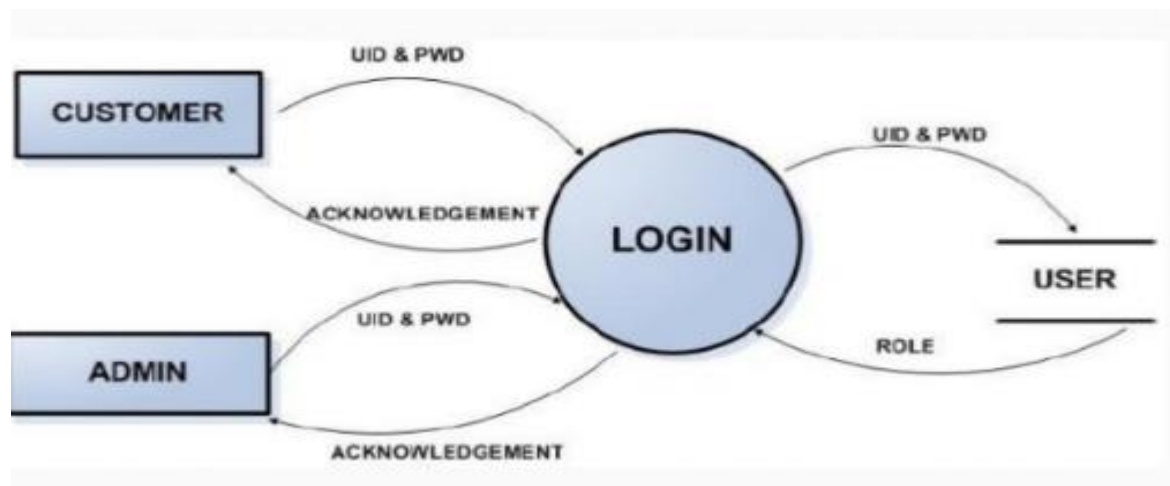 UID & PWD
CUSTOMER
UID & PWD
ACKNOWLEDGEMENT
LOGIN
USER
UID & PWD
ROLE
ADMIN
ACKNOWLEDGEMENT